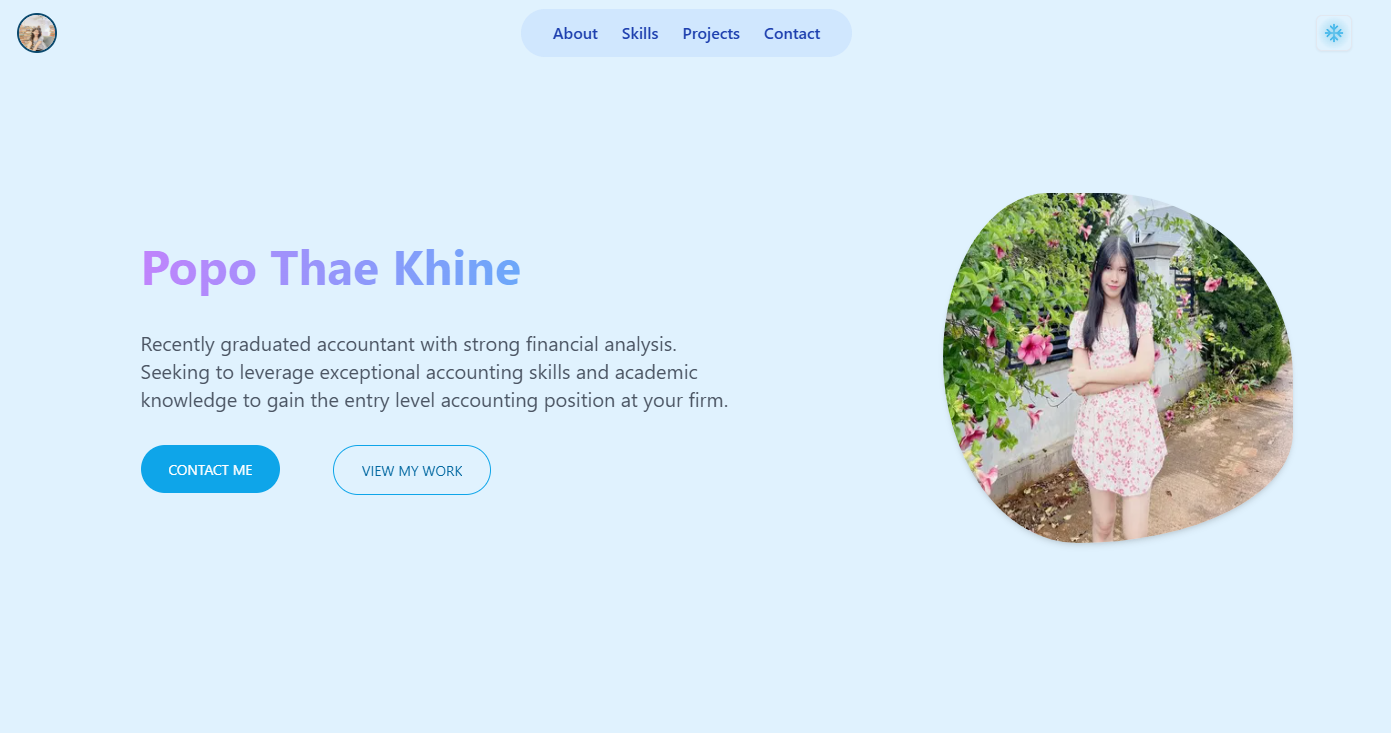 About
Skills
Projects
Contact
Popo Thae Khine
Recently graduated accountant with strong financial analysis.
Seeking to leverage exceptional accounting skills and academic
knowledge to gain the entry level accounting position at your firm.
CONTACT ME
VIEW MY WORK